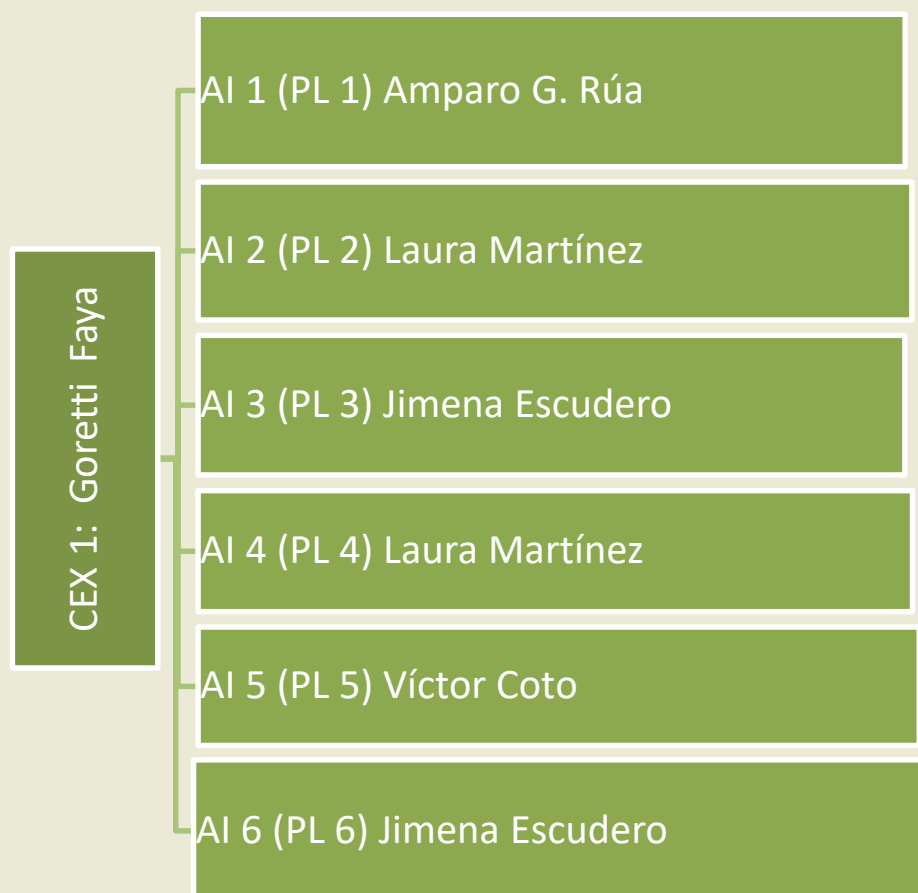 CEX 1: Goretti Faya
AI 1 (PL 1) Amparo G. Rúa
AI 2 (PL 2) Laura Martínez
AI 3 (PL 3) Jimena Escudero
AI 4 (PL 4) Laura Martínez
AI 5 (PL 5) Víctor Coto
AI 6 (PL 6) Jimena Escudero